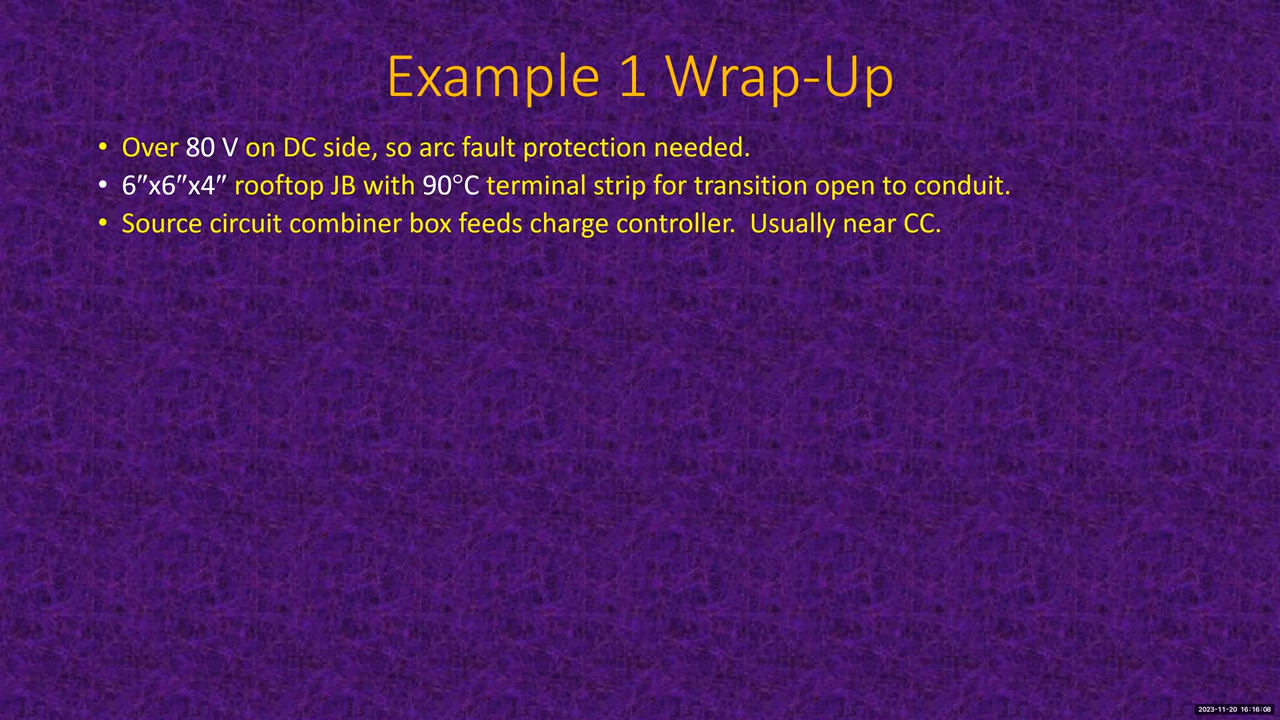 Example 1 Wrap-Up
• Over 80 V on DC side, so arc fault protection needed.
• 6″x6″x4″ rooftop JB with 90°C terminal strip for transition open to conduit.
• Source circuit combiner box feeds charge controller.  Usually near CC.
2023-11-20 16:16:08